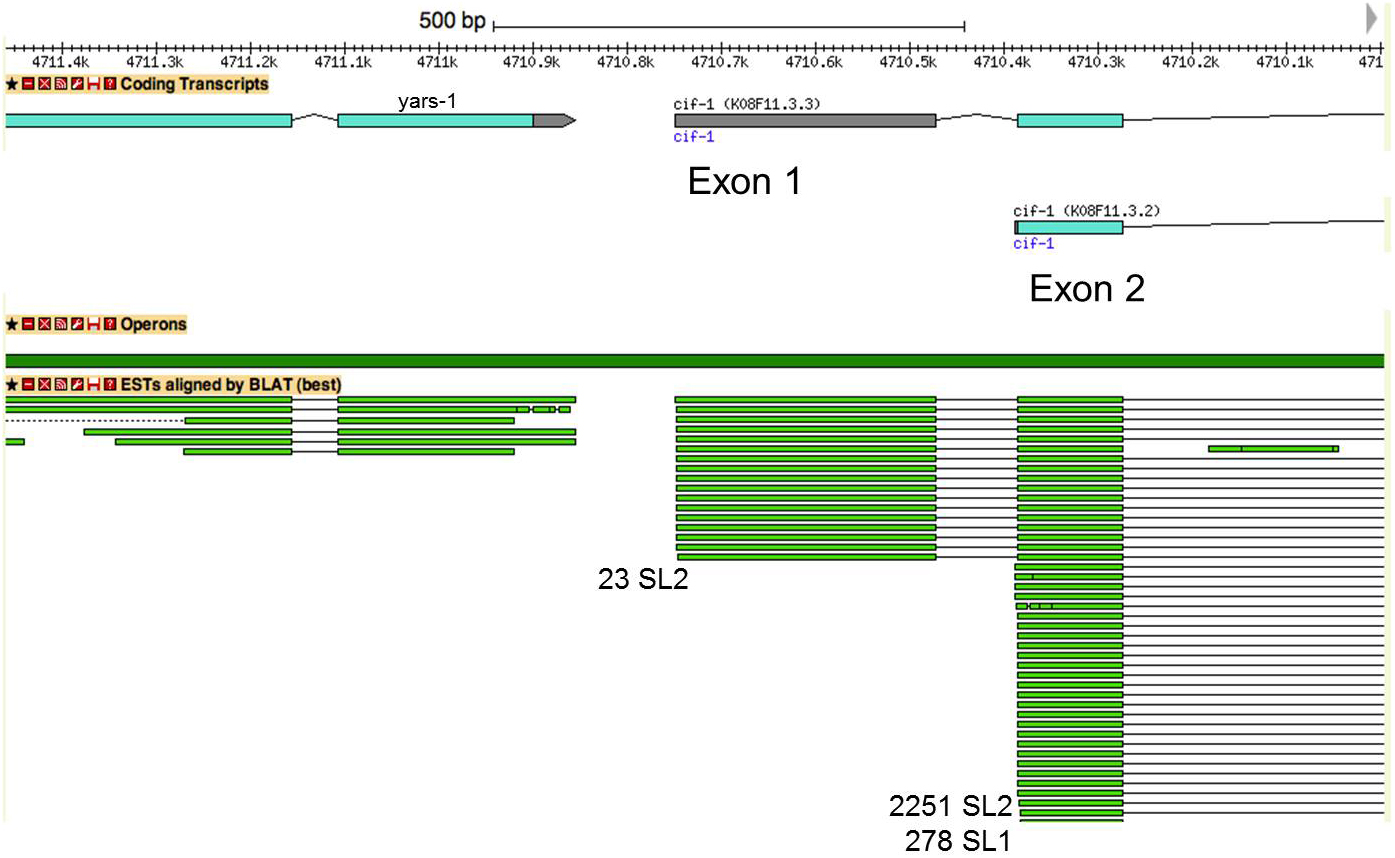 500 bp
4711.4k 4711.3k 4711.2k 4711.1k 4711k 4710.9k 4710.8k 4710.7k 4710.6k 4710.5k 4710.4k 4710.3k 4710.2k 4710.1k 471
Coding Transcripts
yars-1
cif-1 (K08F11.3.3)
cif-1
Exon 1
cif-1 (K08F11.3.2)
cif-1
Exon 2
Operons
ESTs aligned by BLAT (best)
23 SL2
2251 SL2
278 SL1